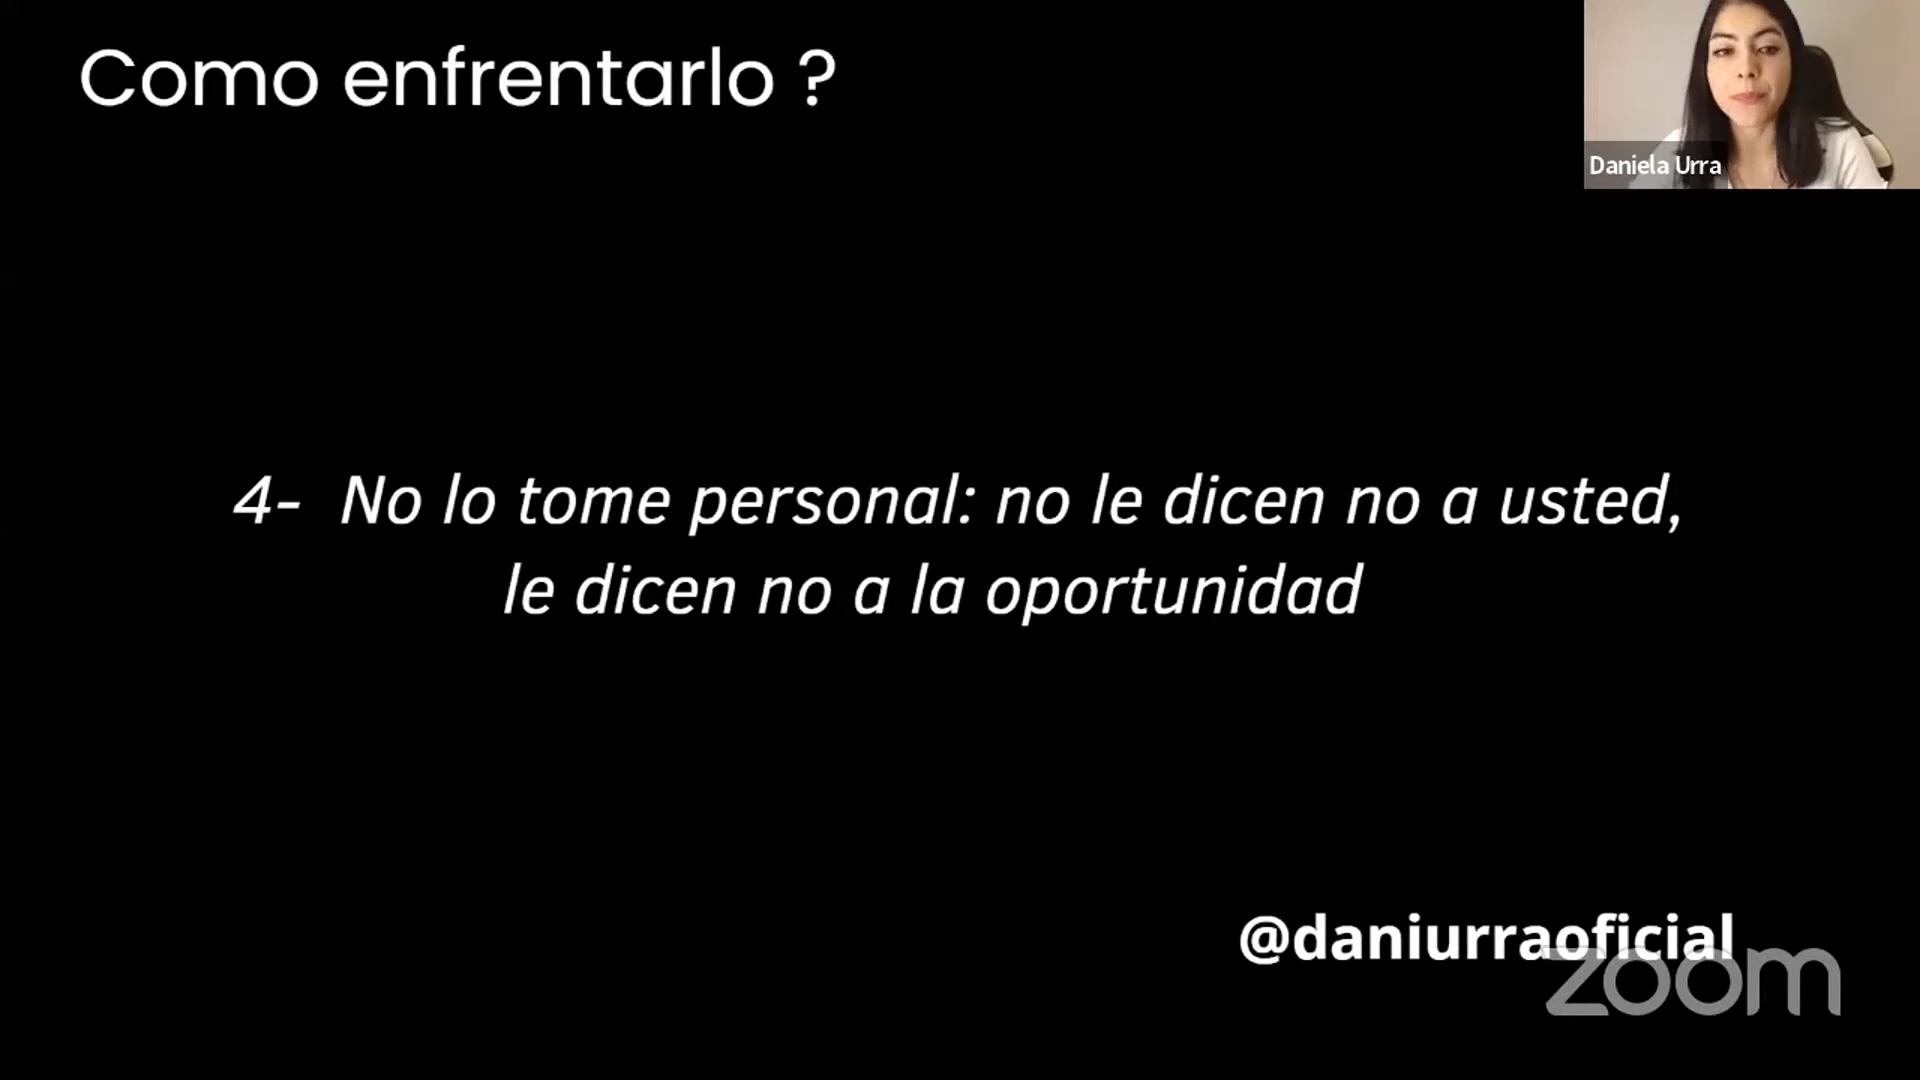 Como enfrentarlo ?
Daniela Urra
4- No lo tome personal: no le dicen no a usted,
le dicen no a la oportunidad
@daniurraoficial
zoom